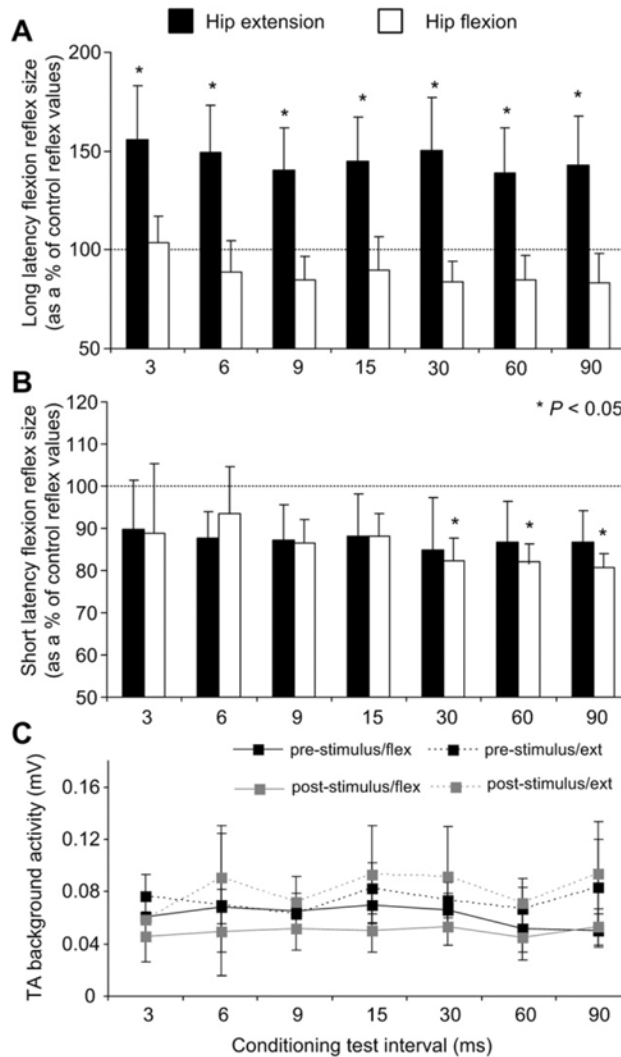 Hip extension Hip flexion
A
Long latency flexion reflex size
(as a % of control reflex values)
200
150
100
50
3 6 9 15 30 60 90
* * * * * * *
B
* P < 0.05
Short latency flexion reflex size
(as a % of control reflex values)
120
110
100
90
80
70
60
50
* * *
3 6 9 15 30 60 90
C
pre-stimulus/flex pre-stimulus/ext
post-stimulus/flex post-stimulus/ext
TA background activity (mV)
0.16
0.12
0.08
0.04
0
3 6 9 15 30 60 90
Conditioning test interval (ms)